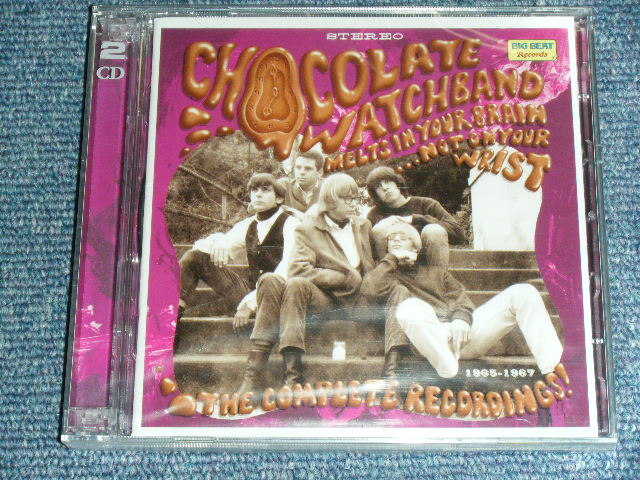 STEREO
BIG BEAT
Records
2
CD
CHOCOLATE
WATCHBAND
MELTS IN YOUR BRAIN
...NOT ON YOUR
WRIST
1965-1967
THE COMPLETE RECORDINGS!